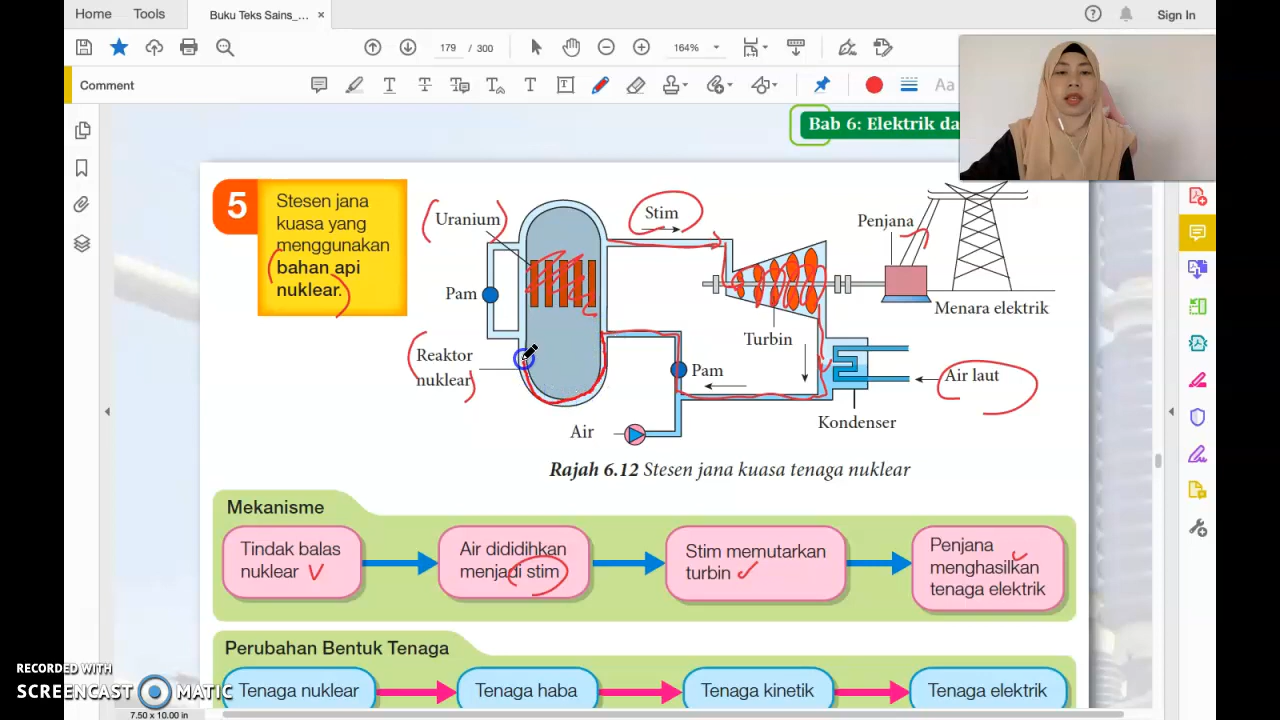 Home
Tools
Buku Teks Sains_...
×
Sign In
179 / 300
164%
Comment
Aa
Bab 6: Elektrik da
5
Stesen jana
kuasa yang
menggunakan
bahan api
nuklear.
Uranium
Stim
Penjana
Pam
Menara elektrik
Turbin
Reaktor
nuklear
Pam
Air laut
Kondenser
Air
Rajah 6.12 Stesen jana kuasa tenaga nuklear
Mekanisme
Tindak balas
nuklear
Air dididihkan
menjadi stim
Stim memutarkan
turbin
Penjana
menghasilkan
tenaga elektrik
Perubahan Bentuk Tenaga
Tenaga nuklear
Tenaga haba
Tenaga kinetik
Tenaga elektrik
RECORDED WITH
SCREENCAST MATIC
7.50 x 10.00 in